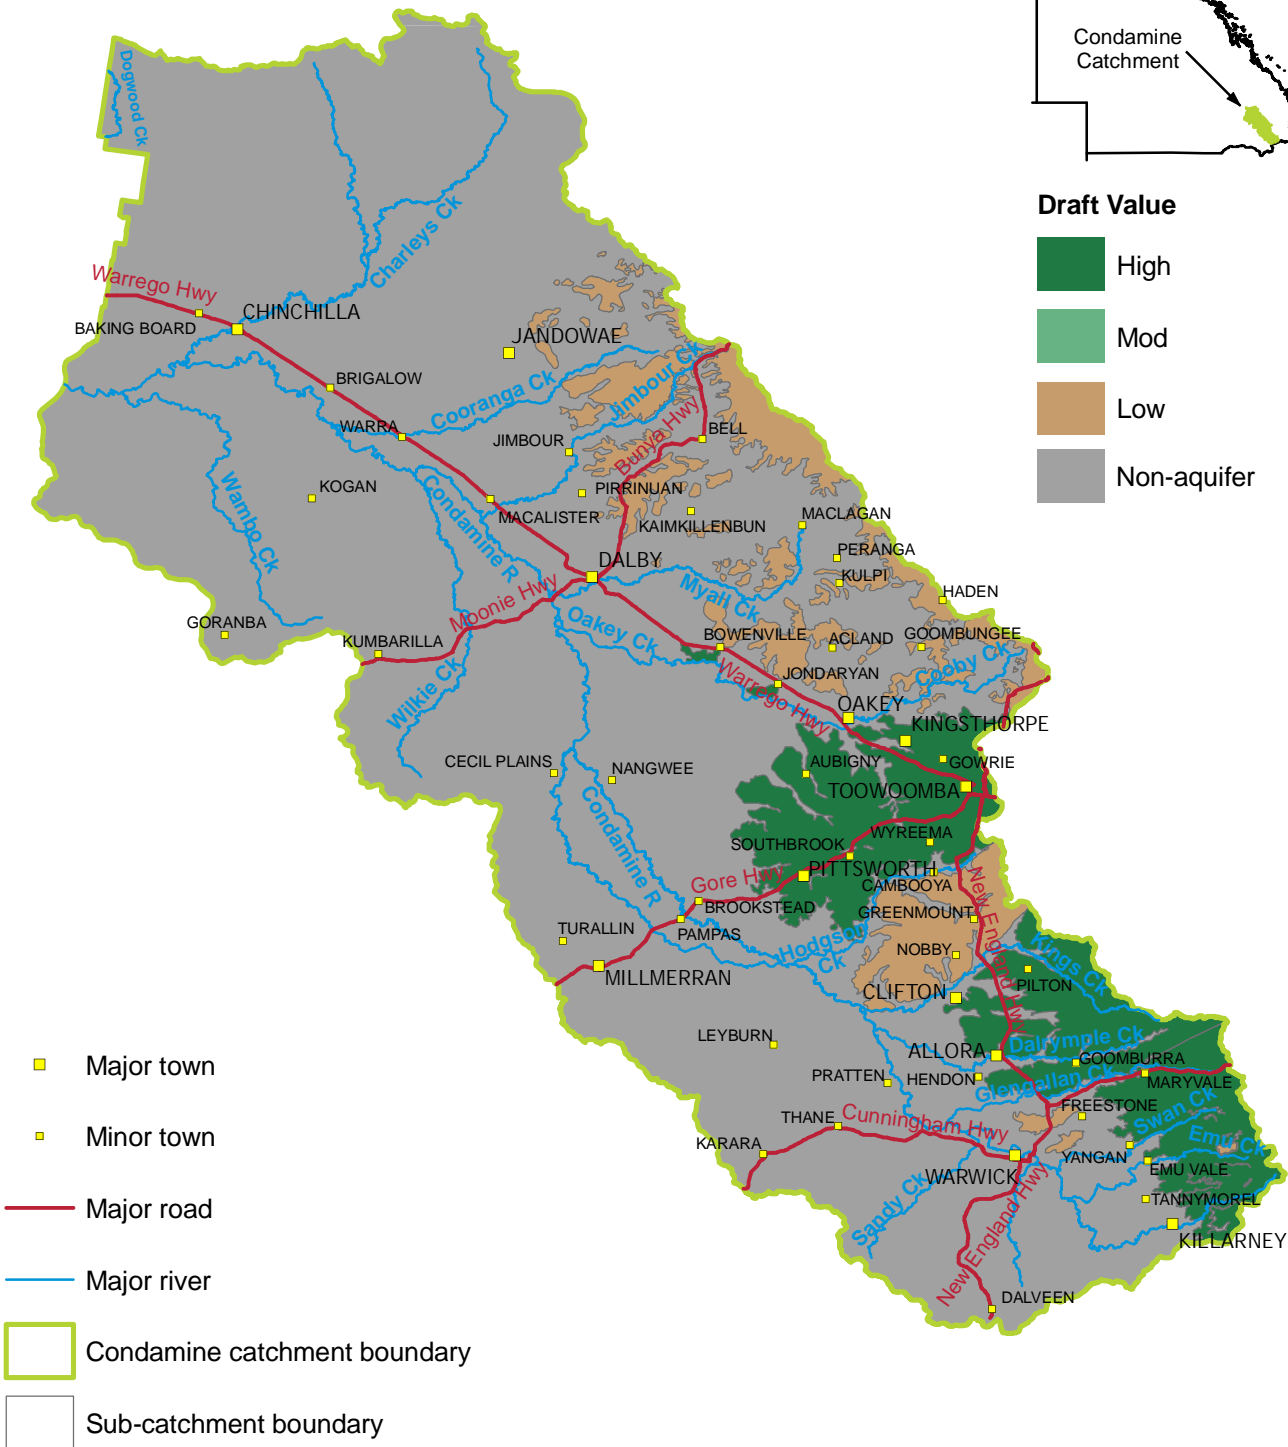 Condamine
Catchment
Draft Value
High
Mod
Low
Non-aquifer
Dogwood Ck
Charleys Ck
Warrego Hwy
CHINCHILLA
BAKING BOARD
JANDOWAE
BRIGALOW
Cooranga Ck
Jimbour Ck
WARRA
Bunya Hwy
BELL
JIMBOUR
KOGAN
PIRRINUAN
Wambo Ck
Condamine R
MACALISTER
KAIMKILLENBUN
MACLAGAN
DALBY
PERANGA
KULPI
Myall Ck
Moonie Hwy
HADEN
GORANBA
KUMBARILLA
Oakey Ck
BOWENVILLE
ACLAND
GOOMBUNGEE
Cooby Ck
Wilkie Ck
Warrego Hwy
JONDARYAN
OAKEY
KINGSTHORPE
CECIL PLAINS
NANGWEE
AUBIGNY
GOWRIE
TOOWOOMBA
Condamine R
WYREEMA
SOUTHBROOK
PITTSWORTH
Gore Hwy
CAMBOOYA
New England Hwy
BROOKSTEAD
GREENMOUNT
TURALLIN
PAMPAS
Hodgson
Ck
NOBBY
Kings Ck
MILLMERRAN
CLIFTON
PILTON
LEYBURN
ALLORA
Dalrymple Ck
GOOMBURRA
PRATTEN
HENDON
Glengallan Ck
MARYVALE
THANE
Cunningham Hwy
FREESTONE
Swan Ck
KARARA
Emu Ck
YANGAN
EMU VALE
WARWICK
Sandy Ck
TANNYMOREL
New England Hwy
KILLARNEY
DALVEEN
Major town
Minor town
Major road
Major river
Condamine catchment boundary
Sub-catchment boundary